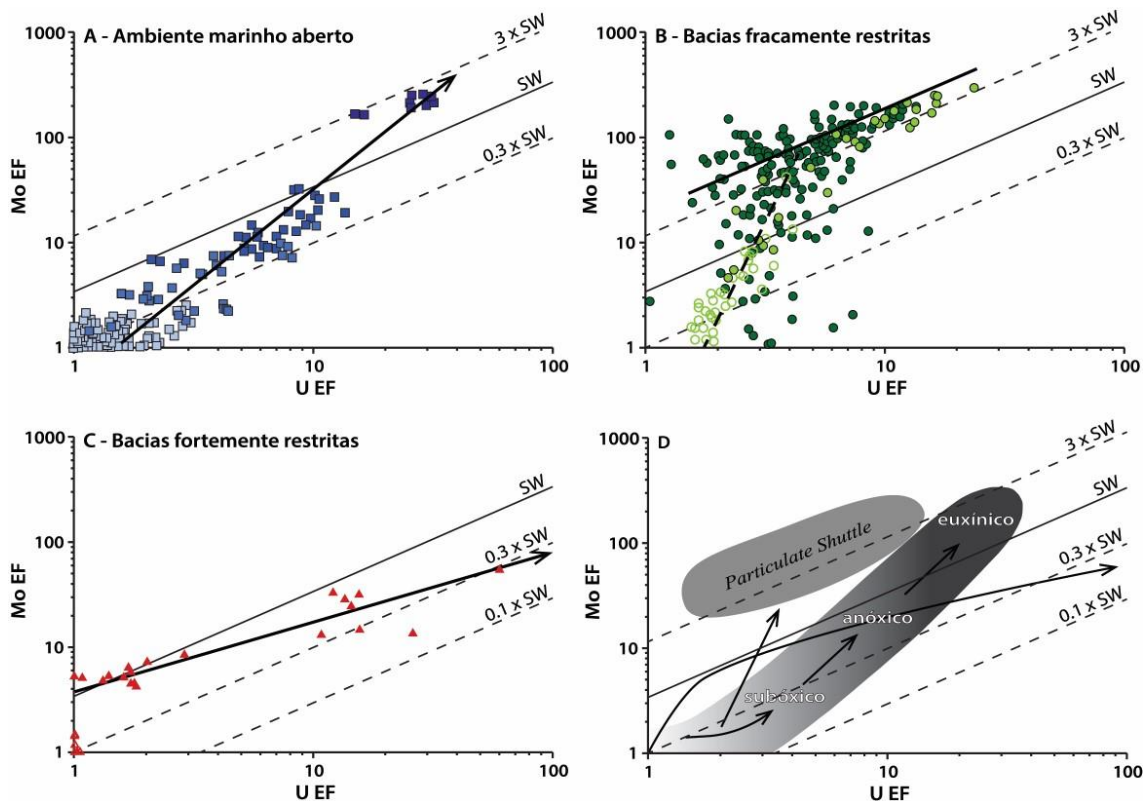 A - Ambiente marinho aberto
1000
100
10
1
Mo EF
1
10
100
U EF
3 x SW
SW
0.3 x SW
B - Bacias fracamente restritas
1000
100
10
1
Mo EF
1
10
100
U EF
3 x SW
SW
0.3 x SW
C - Bacias fortemente restritas
1000
100
10
1
Mo EF
1
10
100
U EF
SW
0.3 x SW
0.1 x SW
D
1000
100
10
1
Mo EF
1
10
100
U EF
3 x SW
SW
0.3 x SW
0.1 x SW
Particulate Shuttle
euxínico
anóxico
subóxico